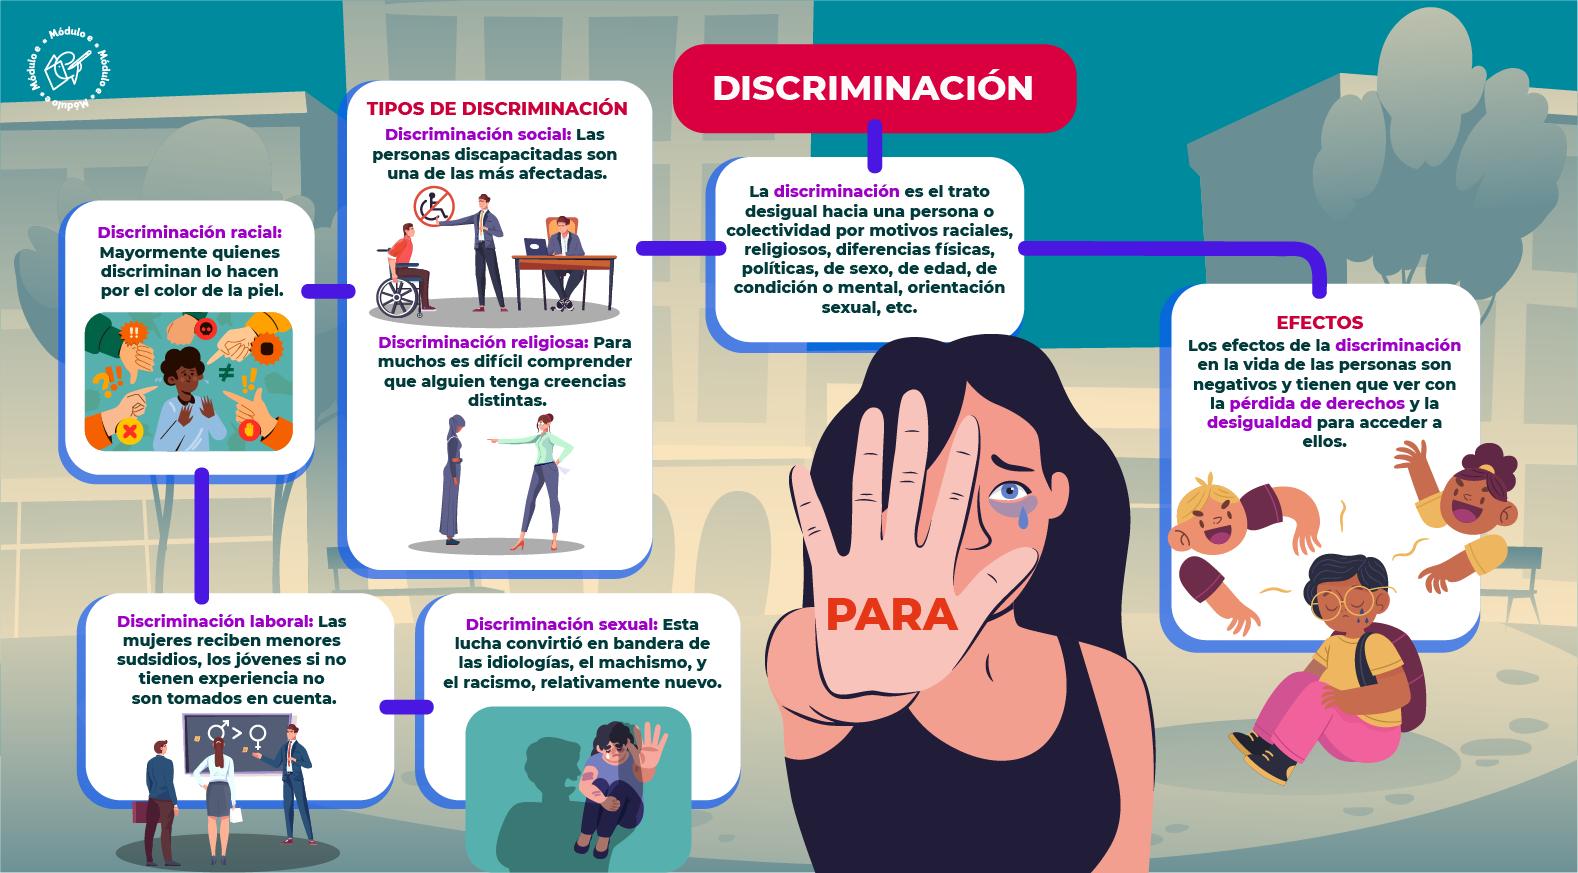 Módulo e • Módulo e • Módulo e • Módulo e •
DISCRIMINACIÓN
La discriminación es el trato
desigual hacia una persona o
colectividad por motivos raciales,
religiosos, diferencias físicas,
políticas, de sexo, de edad, de
condición o mental, orientación
sexual, etc.
TIPOS DE DISCRIMINACIÓN
Discriminación social: Las
personas discapacitadas son
una de las más afectadas.
Discriminación religiosa: Para
muchos es difícil comprender
que alguien tenga creencias
distintas.
Discriminación racial:
Mayormente quienes
discriminan lo hacen
por el color de la piel.
!!
?!!
≠
!!
Discriminación laboral: Las
mujeres reciben menores
sudsidios, los jóvenes si no
tienen experiencia no
son tomados en cuenta.
♂ > ♀
Discriminación sexual: Esta
lucha convirtió en bandera de
las idiologías, el machismo, y
el racismo, relativamente nuevo.
PARA
EFECTOS
Los efectos de la discriminación
en la vida de las personas son
negativos y tienen que ver con
la pérdida de derechos y la
desigualdad para acceder a
ellos.